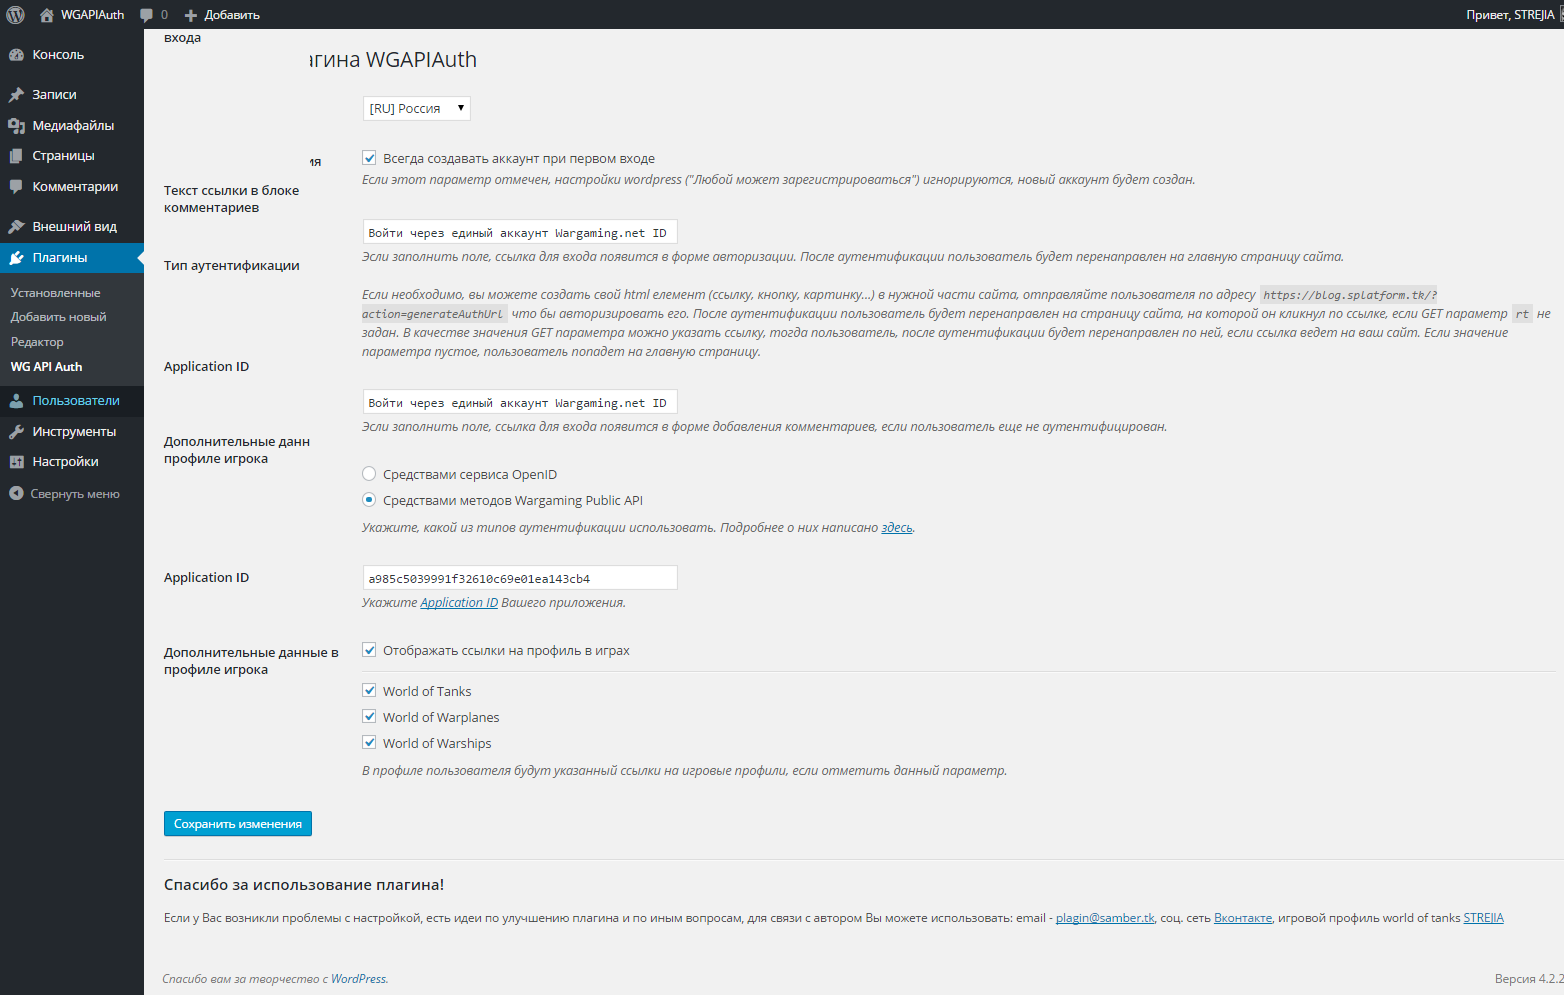 WGAPIAuth 0 Добавить Привет, STREJIA
Консоль
Записи
Медиафайлы
Страницы
Комментарии
Внешний вид
Плагины
Установленные
Добавить новый
Редактор
WG API Auth
Пользователи
Инструменты
Настройки
Свернуть меню
входа
агина WGAPIAuth
[RU] Россия
ия
Всегда создавать аккаунт при первом входе
Если этот параметр отмечен, настройки wordpress ("Любой может зарегистрироваться") игнорируются, новый аккаунт будет создан.
Текст ссылки в блоке
комментариев
Войти через единый аккаунт Wargaming.net ID
Эсли заполнить поле, ссылка для входа появится в форме авторизации. После аутентификации пользователь будет перенаправлен на главную страницу сайта.
Тип аутентификации
Если необходимо, вы можете создать свой html елемент (ссылку, кнопку, картинку...) в нужной части сайта, отправляйте пользователя по адресу https://blog.splatform.tk/?
action=generateAuthUrl что бы авторизировать его. После аутентификации пользователь будет перенаправлен на страницу сайта, на которой он кликнул по ссылке, если GET параметр rt не
задан. В качестве значения GET параметра можно указать ссылку, тогда пользователь, после аутентификации будет перенаправлен по ней, если ссылка ведет на ваш сайт. Если значение
параметра пустое, пользователь попадет на главную страницу.
Application ID
Войти через единый аккаунт Wargaming.net ID
Эсли заполнить поле, ссылка для входа появится в форме добавления комментариев, если пользователь еще не аутентифицирован.
Дополнительные данн
профиле игрока
Средствами сервиса OpenID
Средствами методов Wargaming Public API
Укажите, какой из типов аутентификации использовать. Подробнее о них написано здесь.
Application ID
a985c5039991f32610c69e01ea143cb4
Укажите Application ID Вашего приложения.
Дополнительные данные в
профиле игрока
Отображать ссылки на профиль в играх
World of Tanks
World of Warplanes
World of Warships
В профиле пользователя будут указанный ссылки на игровые профили, если отметить данный параметр.
Сохранить изменения
Спасибо за использование плагина!
Если у Вас возникли проблемы с настройкой, есть идеи по улучшению плагина и по иным вопросам, для связи с автором Вы можете использовать: email - plagin@samber.tk, соц. сеть Вконтакте, игровой профиль world of tanks STREJIA
Спасибо вам за творчество с WordPress.
Версия 4.2.2